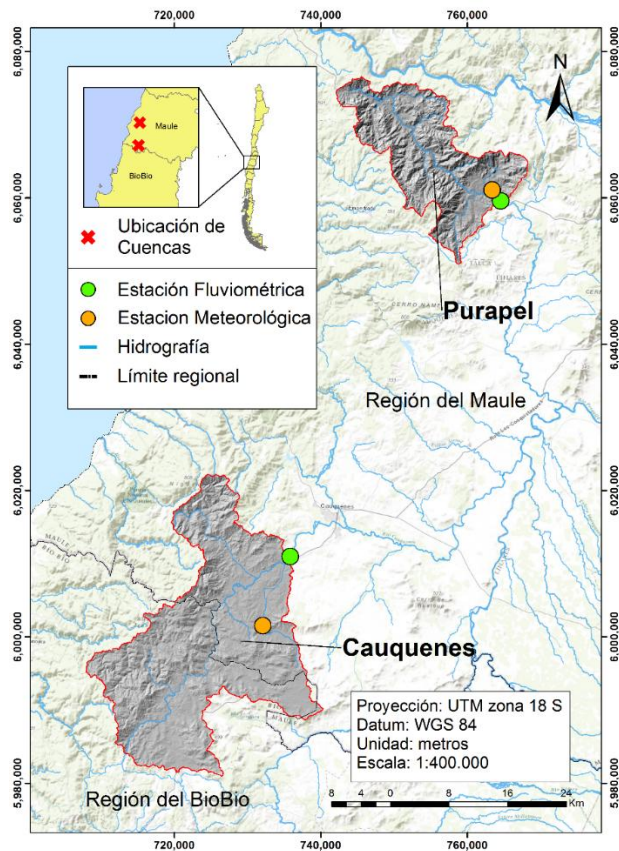 720,000 740,000 760,000
6,080,000
6,060,000
6,040,000
6,020,000
6,000,000
5,980,000
N
Maule
BioBio
Ubicación de
Cuencas
Estación Fluviométrica
Estacion Meteorológica
Hidrografía
Límite regional
Purapel
Región del Maule
Cauquenes
MAULE
BIO BIO
Cauquenes
Proyección: UTM zona 18 S
Datum: WGS 84
Unidad: metros
Escala: 1:400.000
Región del BioBio
8 4 0 8 16 24
Km
6,080,000
6,060,000
6,040,000
6,020,000
6,000,000
5,980,000
720,000 740,000 760,000